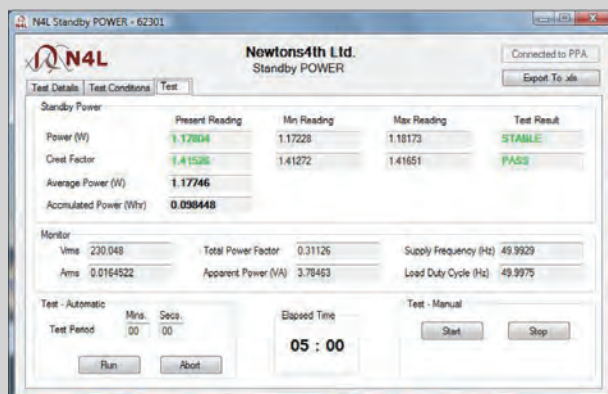 N4L Standby POWER - 62301
N4L
Newtons4th Ltd.
Standby POWER
Connected to PPA
Export To .xls
Test Details Test Conditions Test
Standby Power
Present Reading Min Reading Max Reading Test Result
Power (W) 1.17804 1.17228 1.18173 STABLE
Crest Factor 1.41526 1.41272 1.41651 PASS
Average Power (W) 1.17746
Accmulated Power (Whr) 0.098448
Monitor
Vrms 230.048 Total Power Factor 0.31126 Supply Frequency (Hz) 49.9929
Arms 0.0164522 Apparent Power (VA) 3.78463 Load Duty Cycle (Hz) 49.9975
Test - Automatic Elapsed Time Test - Manual
Mins. Secs.
Test Period 00 00
05 : 00
Start Stop
Run Abort